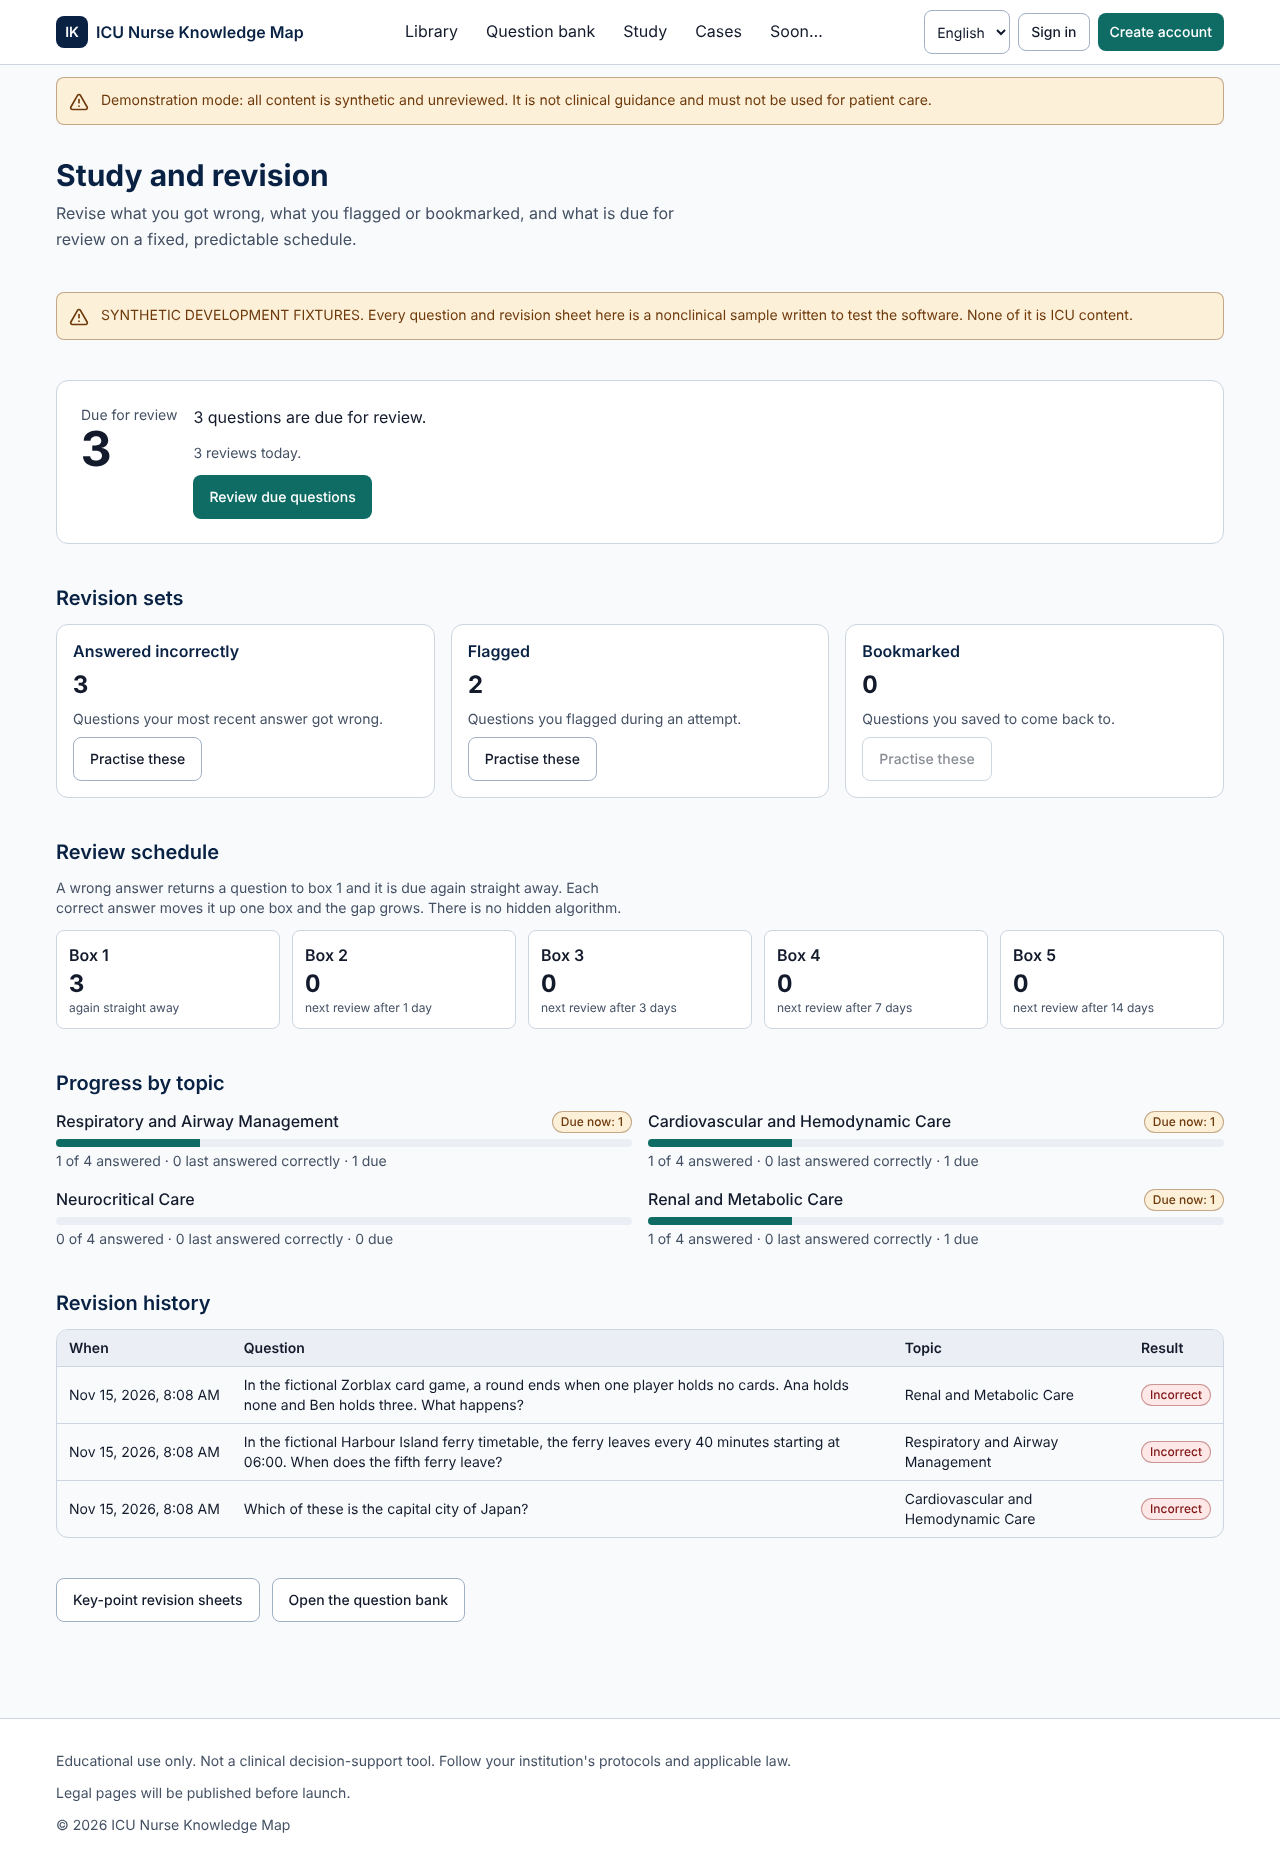 IK ICU Nurse Knowledge Map Library Question bank Study Cases Soon... English Sign in Create account
Demonstration mode: all content is synthetic and unreviewed. It is not clinical guidance and must not be used for patient care.
Study and revision
Revise what you got wrong, what you flagged or bookmarked, and what is due for
review on a fixed, predictable schedule.
SYNTHETIC DEVELOPMENT FIXTURES. Every question and revision sheet here is a nonclinical sample written to test the software. None of it is ICU content.
Due for review
3
3 questions are due for review.
3 reviews today.
Review due questions
Revision sets
Answered incorrectly
3
Questions your most recent answer got wrong.
Practise these
Flagged
2
Questions you flagged during an attempt.
Practise these
Bookmarked
0
Questions you saved to come back to.
Practise these
Review schedule
A wrong answer returns a question to box 1 and it is due again straight away. Each
correct answer moves it up one box and the gap grows. There is no hidden algorithm.
Box 1
3
again straight away
Box 2
0
next review after 1 day
Box 3
0
next review after 3 days
Box 4
0
next review after 7 days
Box 5
0
next review after 14 days
Progress by topic
Respiratory and Airway Management Due now: 1
1 of 4 answered · 0 last answered correctly · 1 due
Cardiovascular and Hemodynamic Care Due now: 1
1 of 4 answered · 0 last answered correctly · 1 due
Neurocritical Care
0 of 4 answered · 0 last answered correctly · 0 due
Renal and Metabolic Care Due now: 1
1 of 4 answered · 0 last answered correctly · 1 due
Revision history
When Question Topic Result
Nov 15, 2026, 8:08 AM
In the fictional Zorblax card game, a round ends when one player holds no cards. Ana holds
none and Ben holds three. What happens?
Renal and Metabolic Care
Incorrect
Nov 15, 2026, 8:08 AM
In the fictional Harbour Island ferry timetable, the ferry leaves every 40 minutes starting at
06:00. When does the fifth ferry leave?
Respiratory and Airway
Management
Incorrect
Nov 15, 2026, 8:08 AM
Which of these is the capital city of Japan?
Cardiovascular and
Hemodynamic Care
Incorrect
Key-point revision sheets
Open the question bank
Educational use only. Not a clinical decision-support tool. Follow your institution's protocols and applicable law.
Legal pages will be published before launch.
© 2026 ICU Nurse Knowledge Map